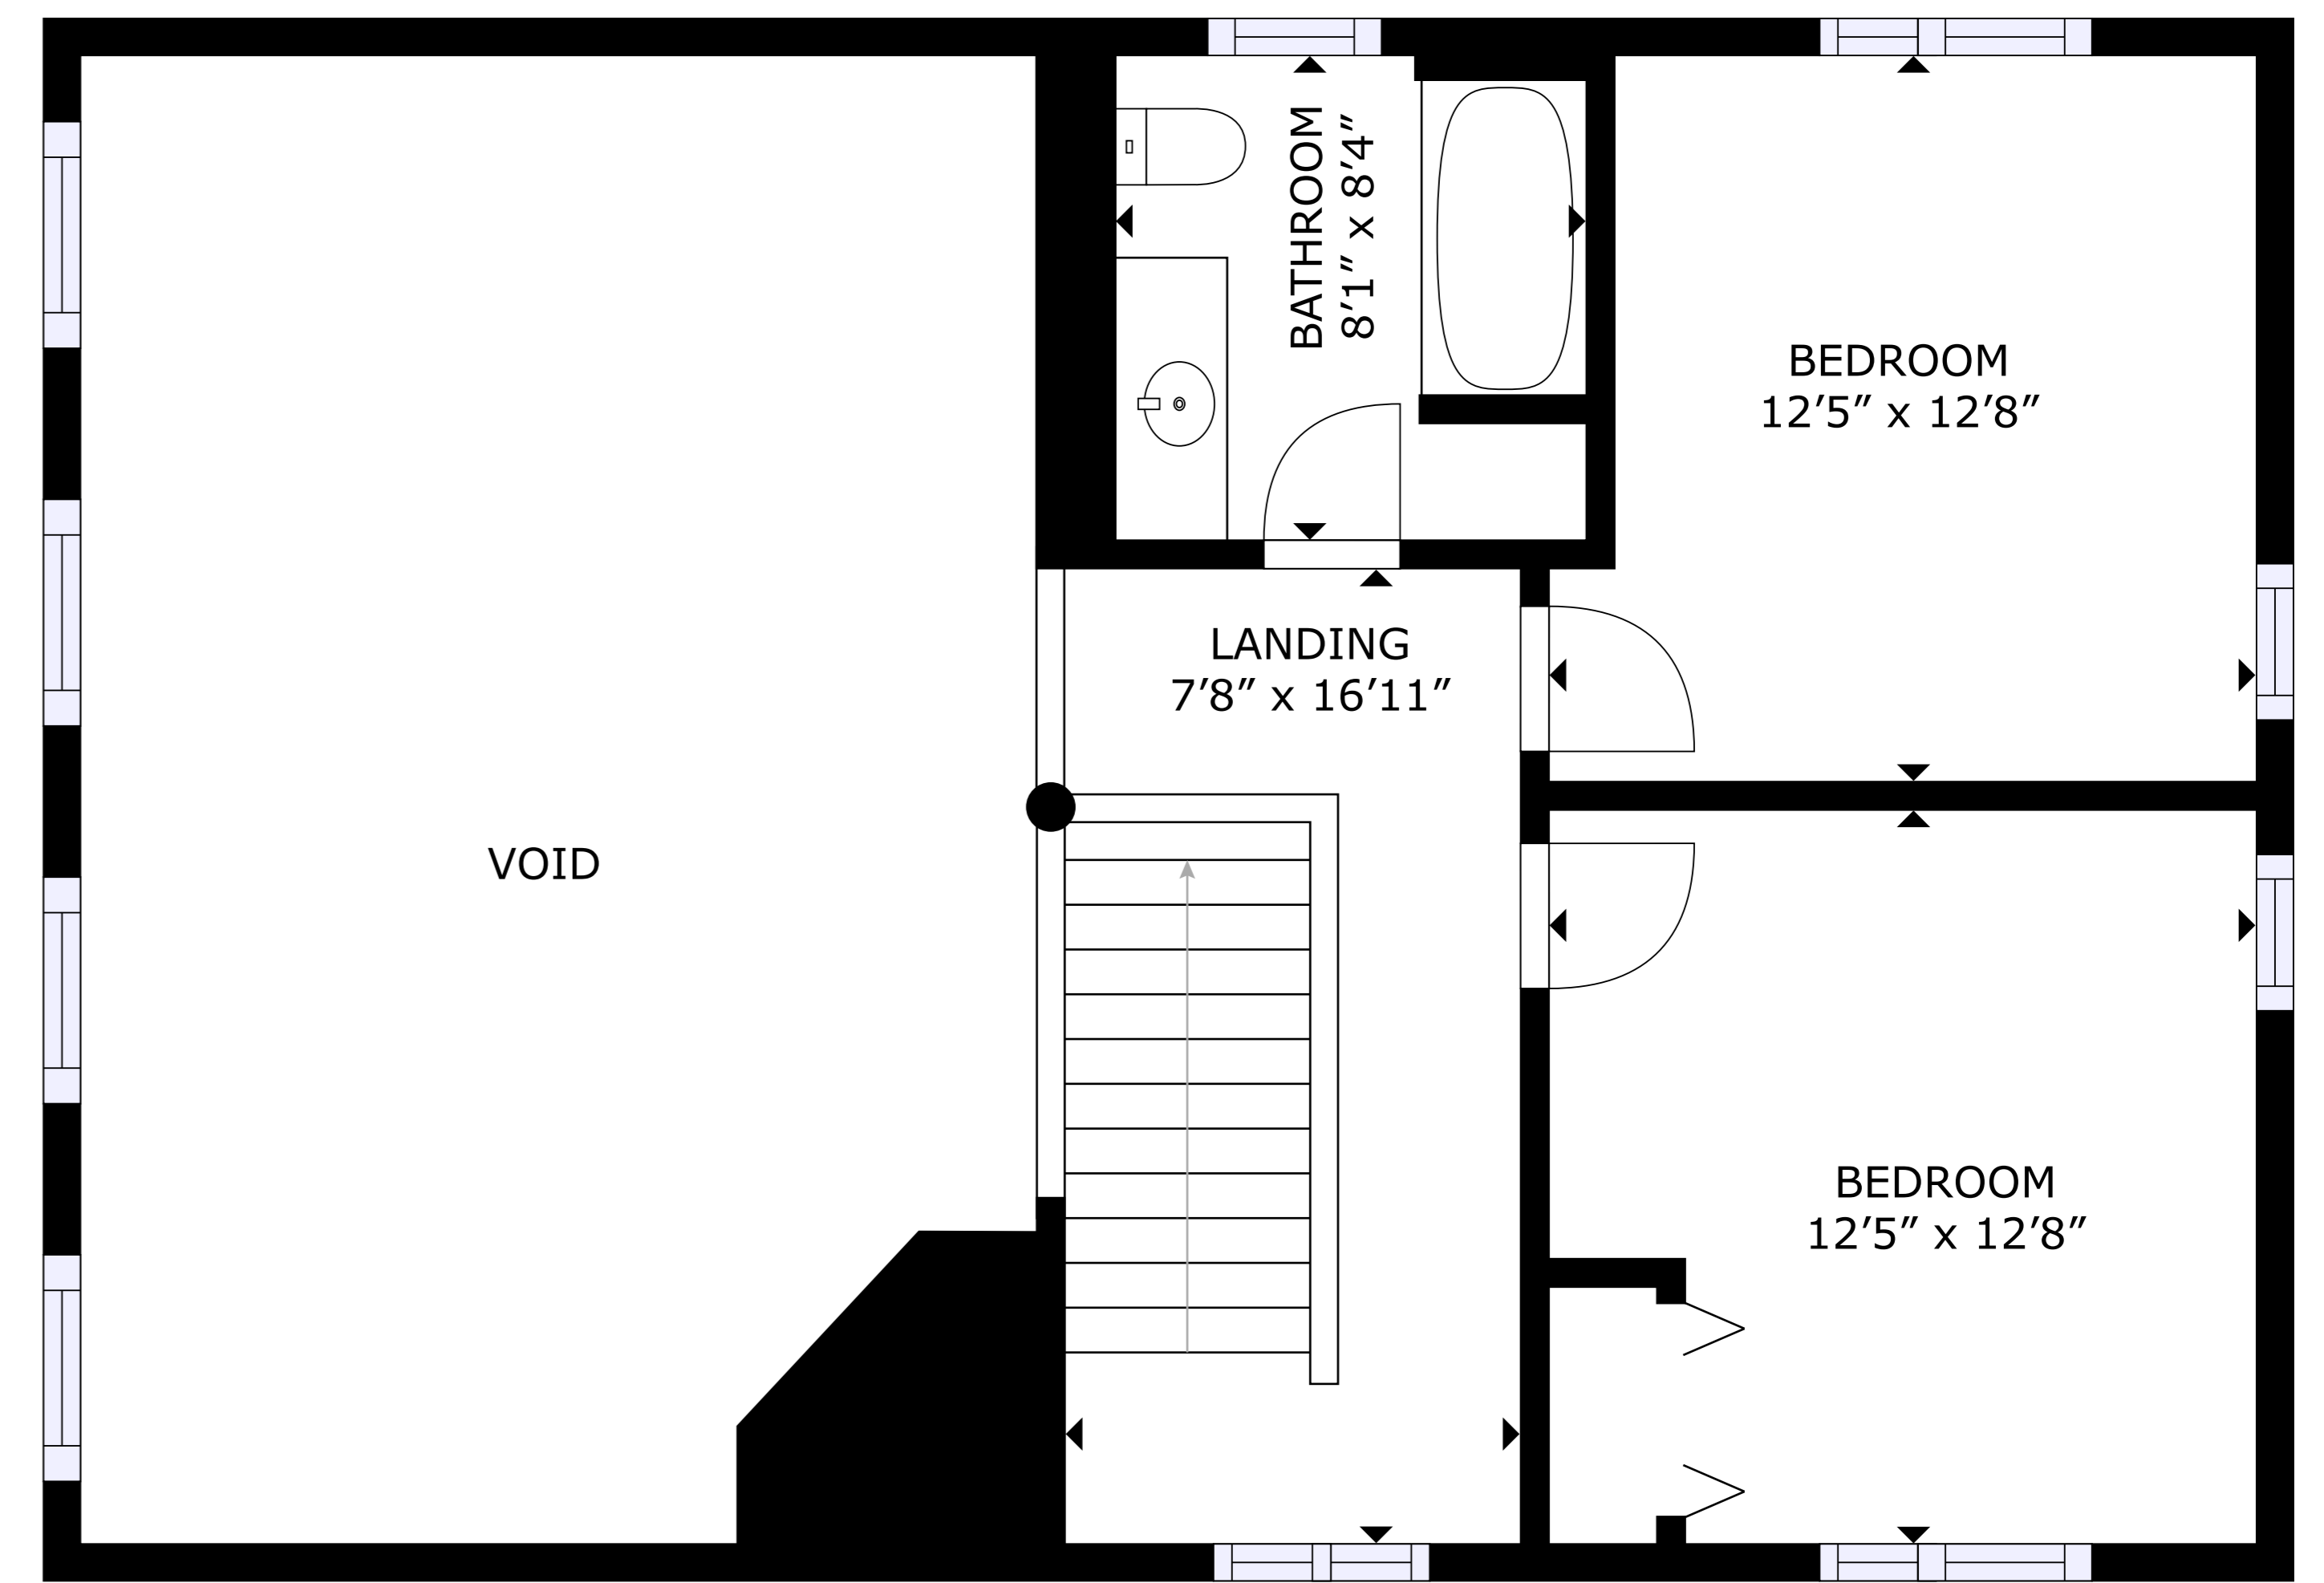 BATHROOM
8'1" x 8'4"
BEDROOM
12'5" x 12'8"
LANDING
7'8" x 16'11"
VOID
BEDROOM
12'5" x 12'8"